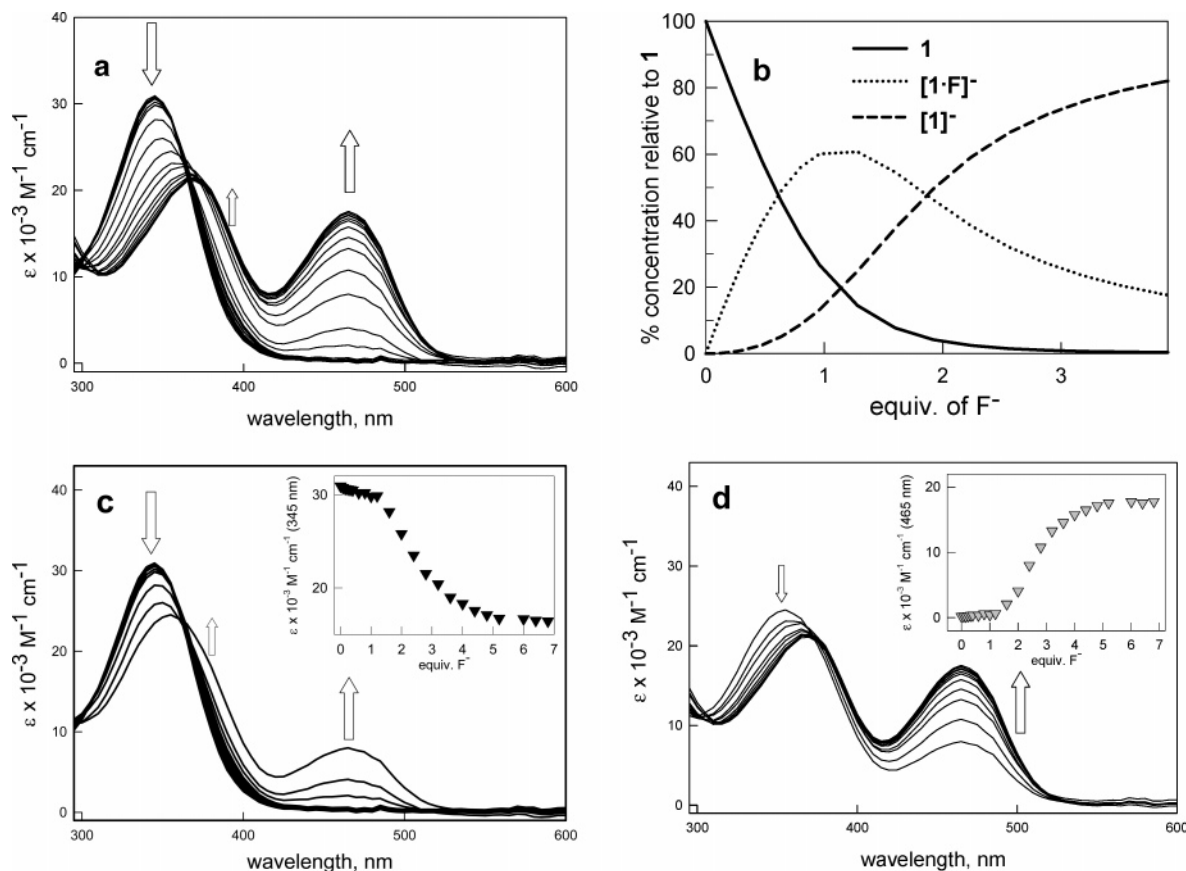 a
ε x 10⁻³ M⁻¹ cm⁻¹
40
30
20
10
0
300 400 500 600
wavelength, nm
b
1
[1·F]⁻
[1]⁻
% concentration relative to 1
100
80
60
40
20
0
0 1 2 3
equiv. of F⁻
c
ε x 10⁻³ M⁻¹ cm⁻¹
40
30
20
10
0
300 400 500 600
wavelength, nm
ε x 10⁻³ M⁻¹ cm⁻¹ (345 nm)
30
20
0 1 2 3 4 5 6 7
equiv. F⁻
d
ε x 10⁻³ M⁻¹ cm⁻¹
40
30
20
10
0
300 400 500 600
wavelength, nm
ε x 10⁻³ M⁻¹ cm⁻¹ (465 nm)
20
10
0
0 1 2 3 4 5 6 7
equiv. F⁻